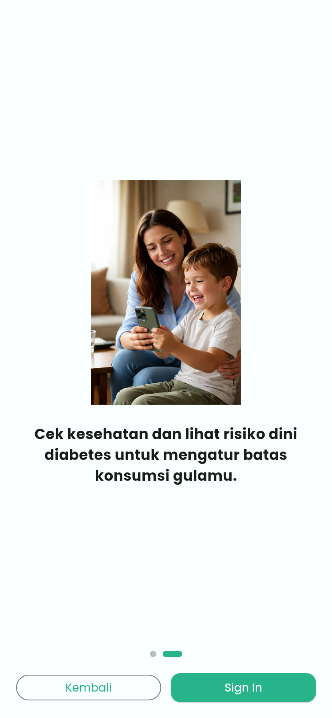 Cek kesehatan dan lihat risiko dini
diabetes untuk mengatur batas
konsumsi gulamu.
Kembali
Sign In